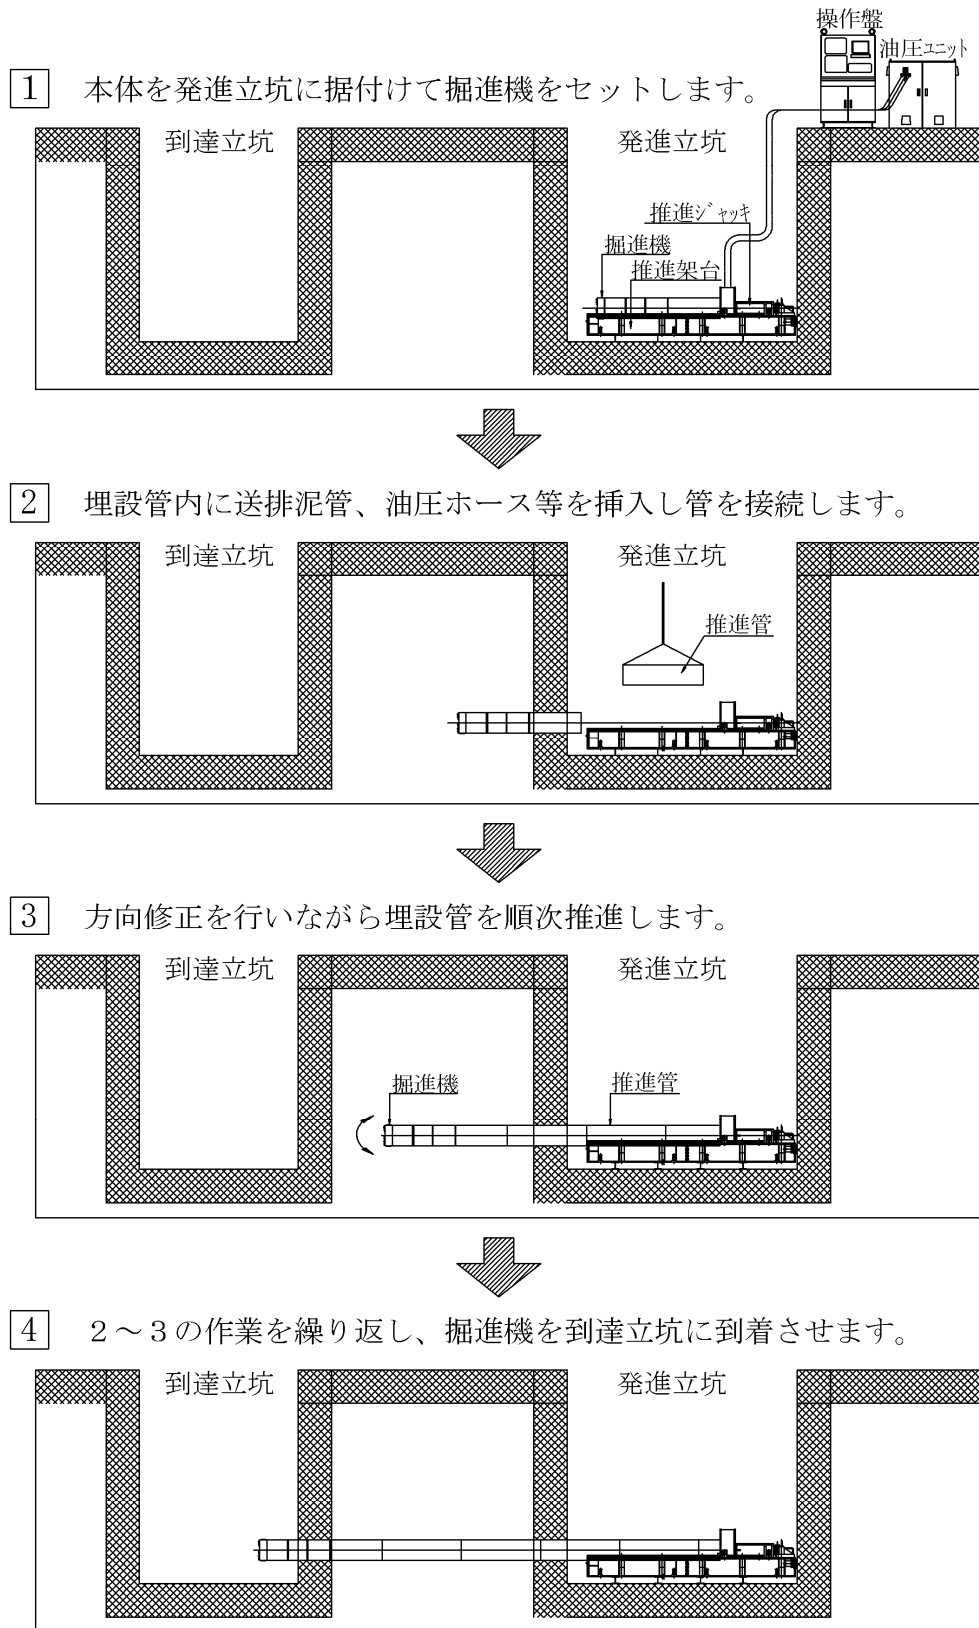 操作盤
油圧ユニット
1 本体を発進立坑に据付けて掘進機をセットします。
到達立坑
発進立坑
推進ジャッキ
掘進機
推進架台
2 埋設管内に送排泥管、油圧ホース等を挿入し管を接続します。
到達立坑
発進立坑
推進管
3 方向修正を行いながら埋設管を順次推進します。
到達立坑
発進立坑
掘進機
推進管
4 2～3の作業を繰り返し、掘進機を到達立坑に到着させます。
到達立坑
発進立坑